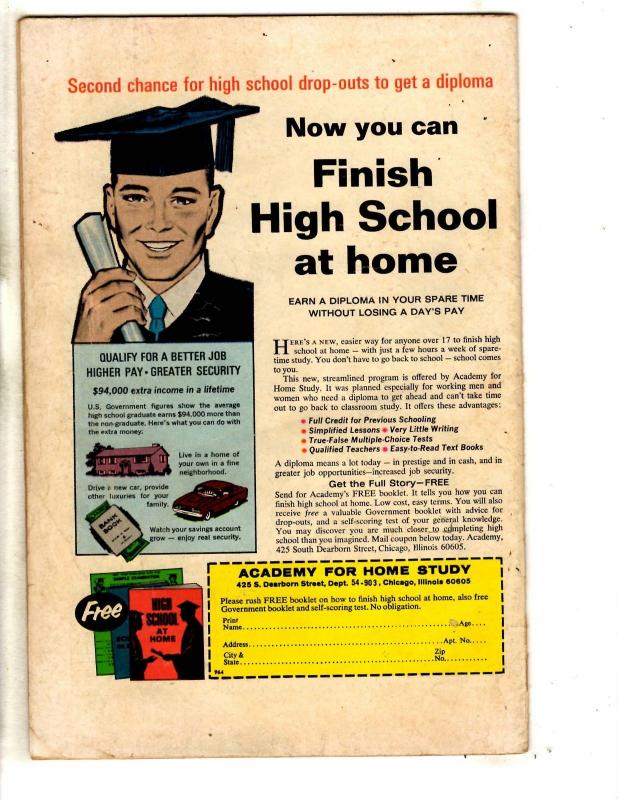 Second chance for high school drop-outs to get a diploma
Now you can
Finish
High School
at home
EARN A DIPLOMA IN YOUR SPARE TIME
WITHOUT LOSING A DAY'S PAY
HERE'S A NEW, easier way for anyone over 17 to finish high
school at home — with just a few hours a week of spare-
time study. You don't have to go back to school — school comes
to you.
This new, streamlined program is offered by Academy for
Home Study. It was planned especially for working men and
women who need a diploma to get ahead and can't take time
out to go back to classroom study. It offers these advantages:
Full Credit for Previous Schooling
Simplified Lessons Very Little Writing
True-False Multiple-Choice Tests
Qualified Teachers Easy-to-Read Text Books
A diploma means a lot today — in prestige and in cash, and in
greater job opportunities—increased job security.
Get the Full Story—FREE
Send for Academy's FREE booklet. It tells you how you can
finish high school at home. Low cost, easy terms. You will also
receive free a valuable Government booklet with advice for
drop-outs, and a self-scoring test of your general knowledge.
You may discover you are much closer to completing high
school than you imagined. Mail coupon below today. Academy,
425 South Dearborn Street, Chicago, Illinois 60605.
QUALIFY FOR A BETTER JOB
HIGHER PAY • GREATER SECURITY
$94,000 extra income in a lifetime
U.S. Government figures show the average
high school graduate earns $94,000 more than
the non-graduate. Here's what you can do with
the extra money:
Live in a home of
your own in a fine
neighborhood.
Drive a new car, provide
other luxuries for your
family.
BANK
BOOK
Watch your savings account
grow — enjoy real security.
Free
SAMPLE EXAMINATION
HIGH
SCHOOL
AT
HOME
ACADEMY FOR HOME STUDY
425 S. Dearborn Street, Dept. 54-903, Chicago, Illinois 60605
Please rush FREE booklet on how to finish high school at home, also free
Government booklet and self-scoring test. No obligation.
Print
Name Age
Address Apt. No.
City & Zip
State No.
964